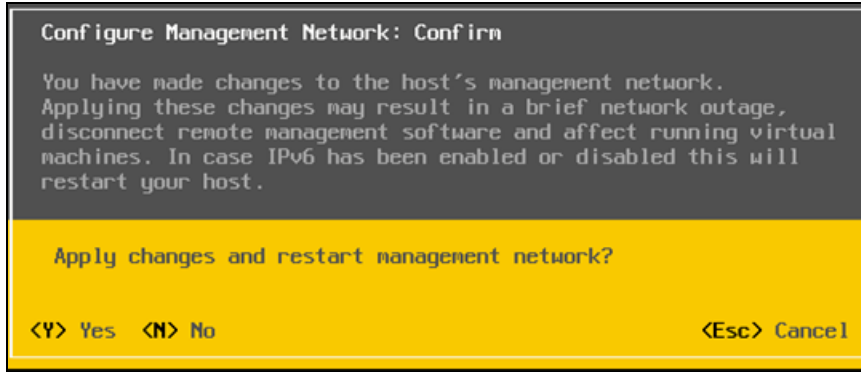 Configure Management Network: Confirm
You have made changes to the host's management network.
Applying these changes may result in a brief network outage,
disconnect remote management software and affect running virtual
machines. In case IPv6 has been enabled or disabled this will
restart your host.
Apply changes and restart management network?
<Y> Yes <N> No <Esc> Cancel